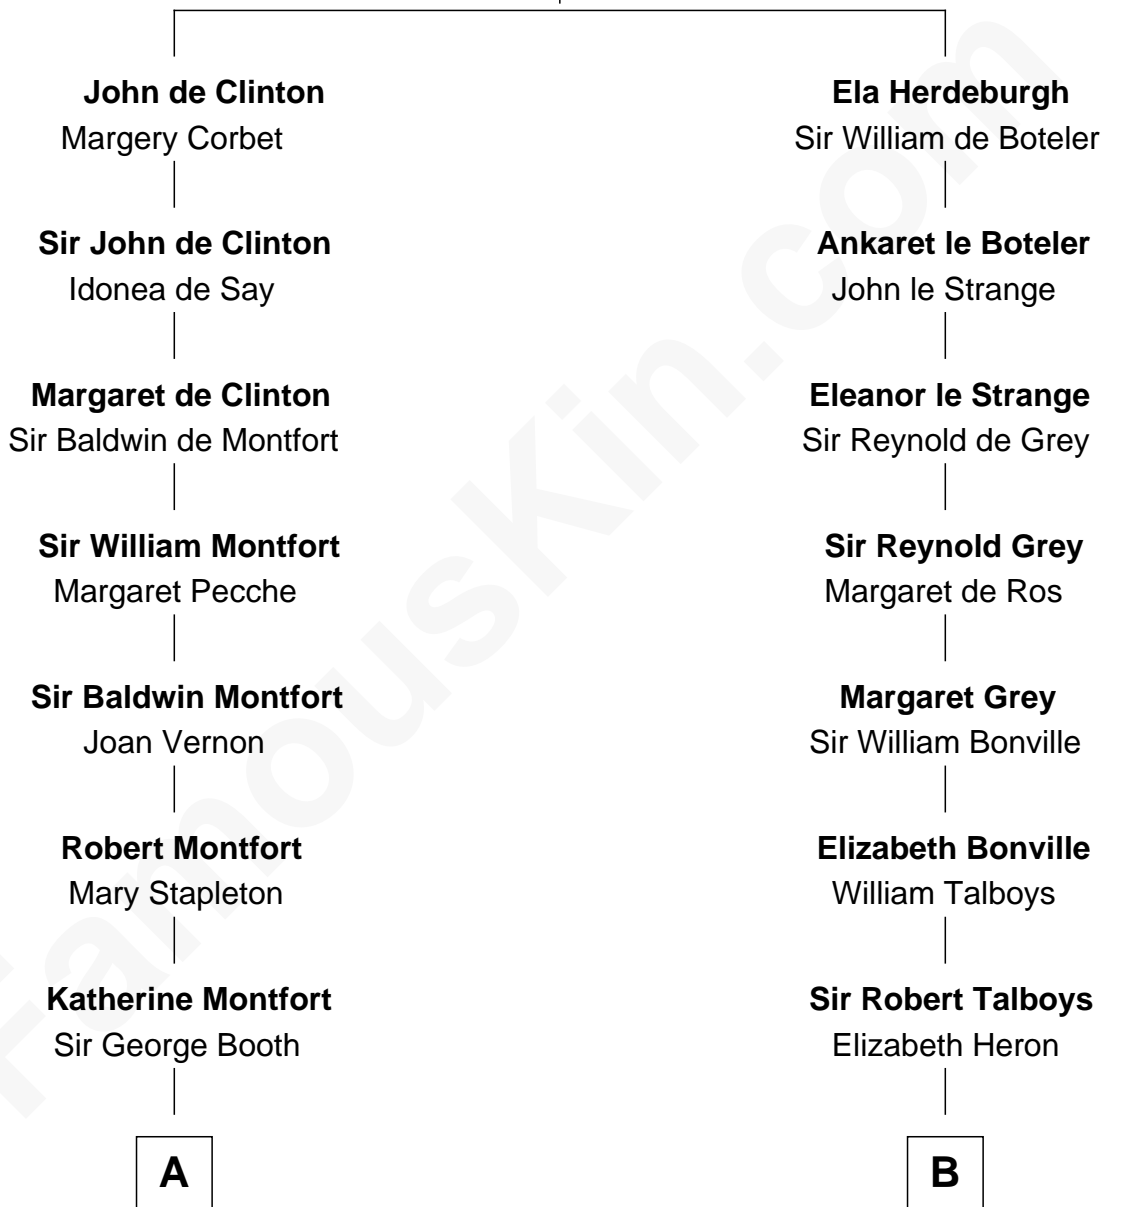 John de Clinton
Margery Corbet
Sir John de Clinton
Idonea de Say
Margaret de Clinton
Sir Baldwin de Montfort
Sir William Montfort
Margaret Pecche
Sir Baldwin Montfort
Joan Vernon
Robert Montfort
Mary Stapleton
Katherine Montfort
Sir George Booth
A
Ela Herdeburgh
Sir William de Boteler
Ankaret le Boteler
John le Strange
Eleanor le Strange
Sir Reynold de Grey
Sir Reynold Grey
Margaret de Ros
Margaret Grey
Sir William Bonville
Elizabeth Bonville
William Talboys
Sir Robert Talboys
Elizabeth Heron
B
FamousKin.com